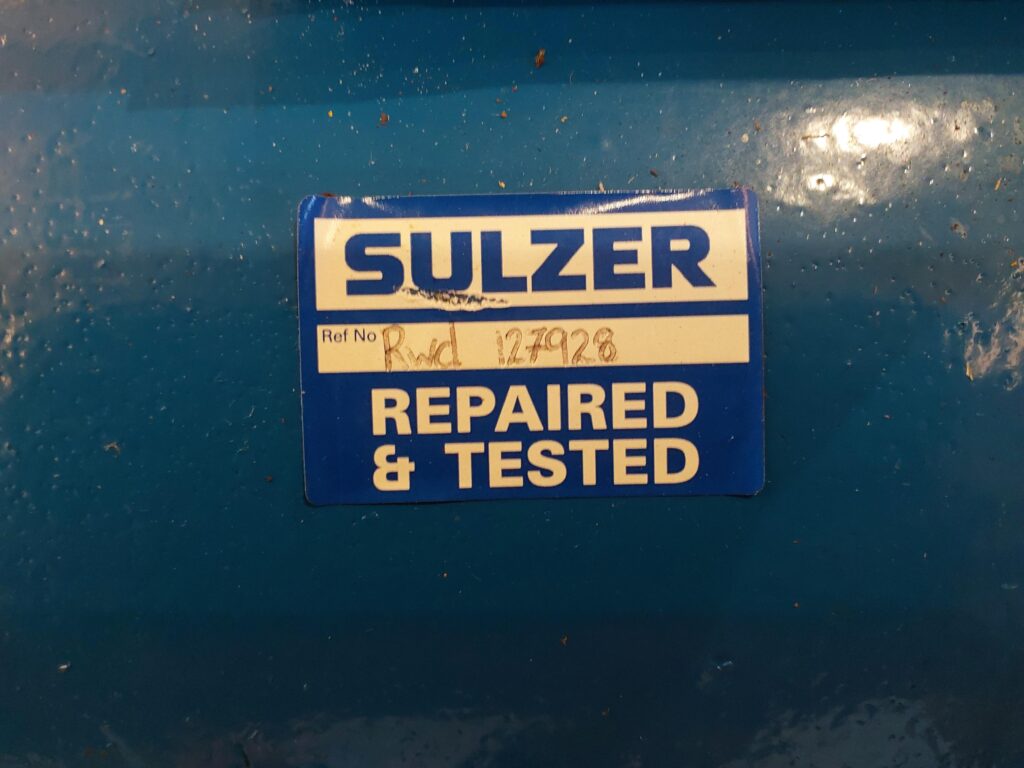 SULZER
Ref No Rwd 127928
REPAIRED
& TESTED